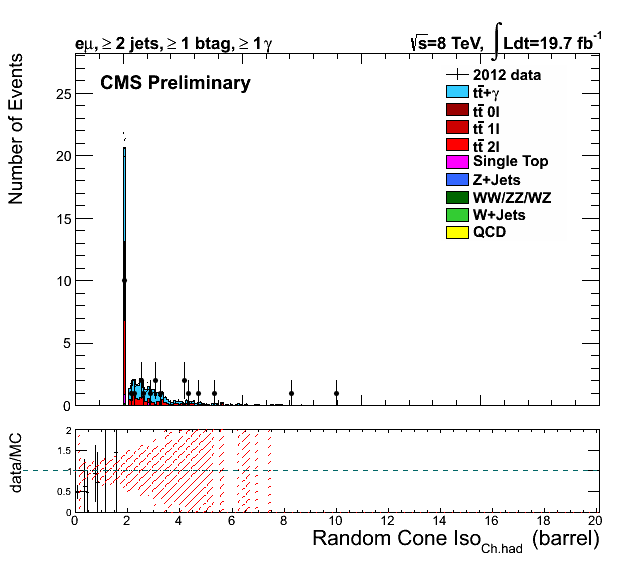 eμ, ≥ 2 jets, ≥ 1 btag, ≥ 1 γ
√s=8 TeV, ∫ Ldt=19.7 fb⁻¹
CMS Preliminary
2012 data
tt̄+γ
tt̄ 0l
tt̄ 1l
tt̄ 2l
Single Top
Z+Jets
WW/ZZ/WZ
W+Jets
QCD
Number of Events
25
20
15
10
5
0
data/MC
2
1.5
1
0.5
0
0 2 4 6 8 10 12 14 16 18 20
Random Cone Iso_Ch.had (barrel)